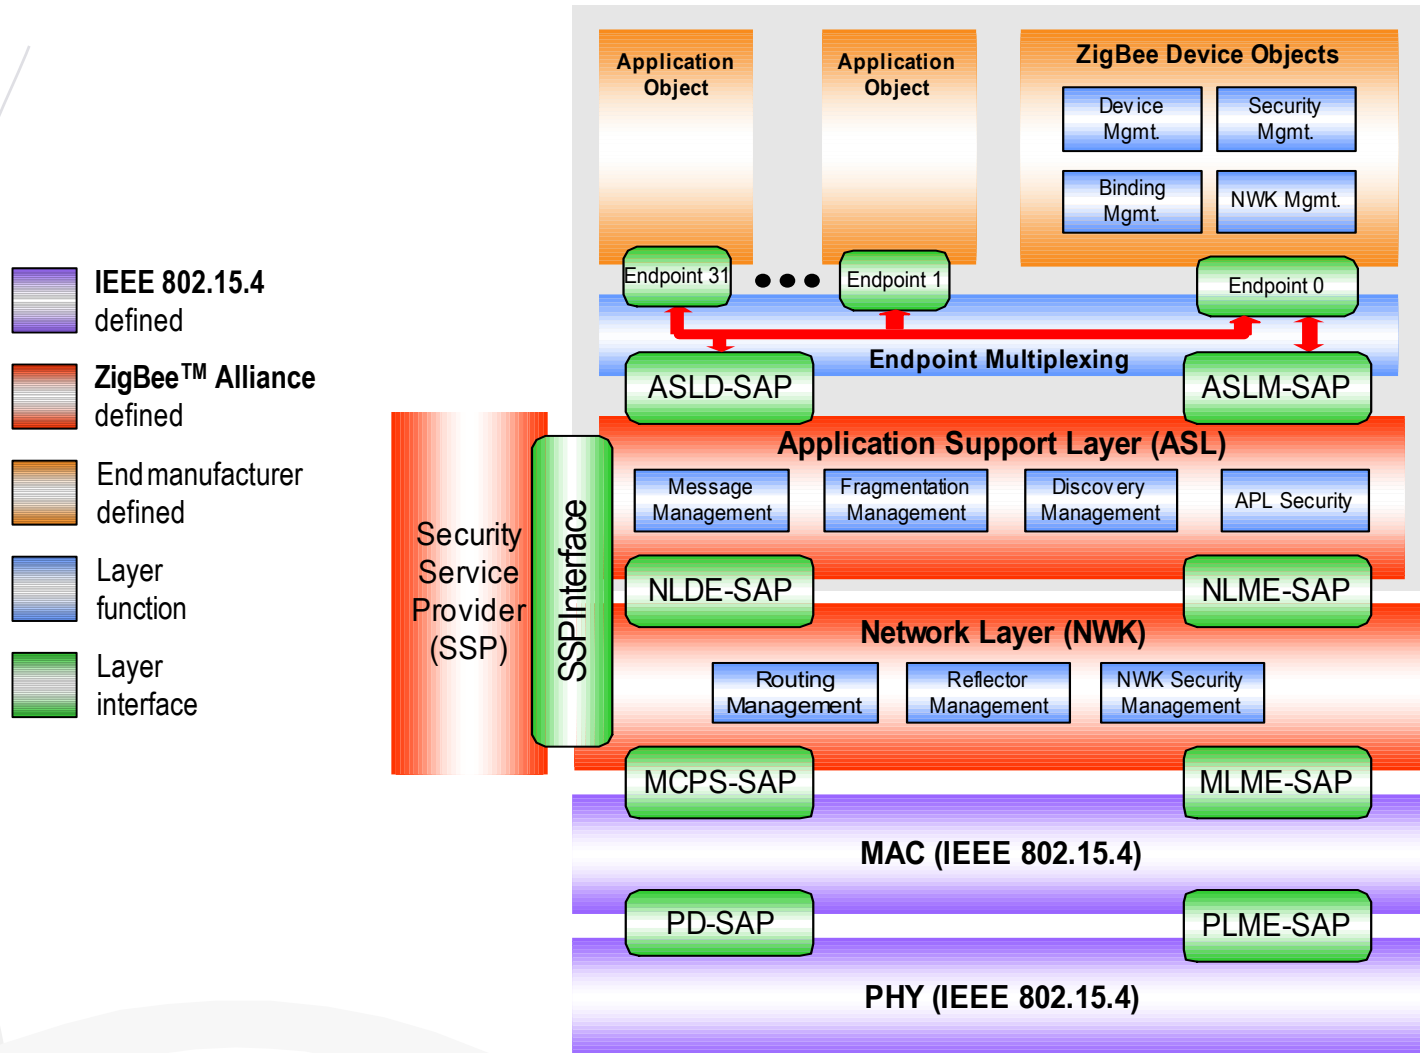 Application
Object
Application
Object
ZigBee Device Objects
Device
Mgmt.
Security
Mgmt.
Binding
Mgmt.
NWK Mgmt.
Endpoint 31
Endpoint 1
Endpoint 0
Endpoint Multiplexing
ASLD-SAP
ASLM-SAP
IEEE 802.15.4
defined
ZigBee™ Alliance
defined
End manufacturer
defined
Layer
function
Layer
interface
Security
Service
Provider
(SSP)
SSPInterface
Application Support Layer (ASL)
Message
Management
Fragmentation
Management
Discovery
Management
APL Security
NLDE-SAP
NLME-SAP
Network Layer (NWK)
Routing
Management
Reflector
Management
NWK Security
Management
MCPS-SAP
MLME-SAP
MAC (IEEE 802.15.4)
PD-SAP
PLME-SAP
PHY (IEEE 802.15.4)